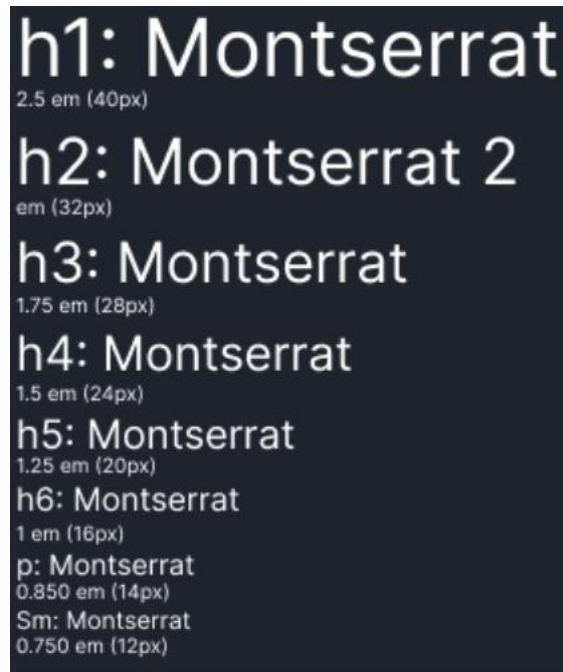 h1: Montserrat
2.5 em (40px)
h2: Montserrat 2
em (32px)
h3: Montserrat
1.75 em (28px)
h4: Montserrat
1.5 em (24px)
h5: Montserrat
1.25 em (20px)
h6: Montserrat
1 em (16px)
p: Montserrat
0.850 em (14px)
Sm: Montserrat
0.750 em (12px)